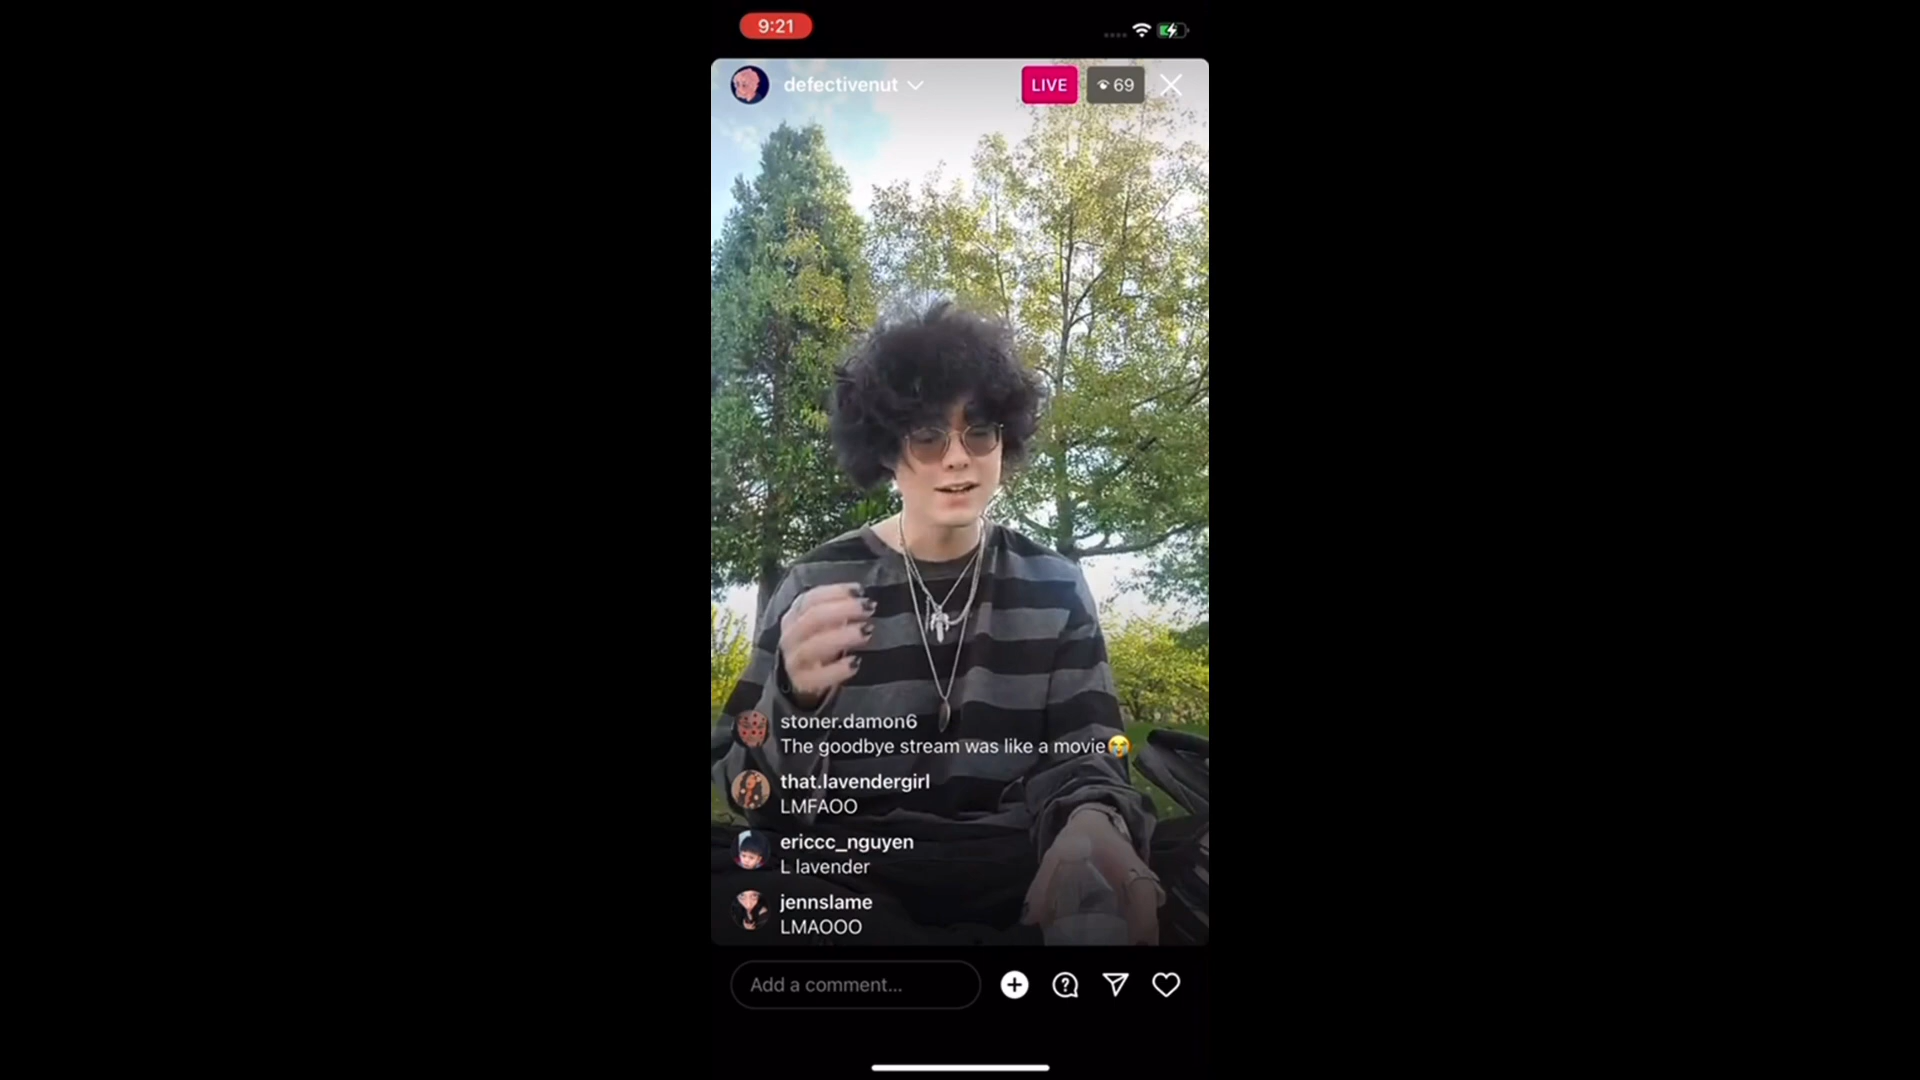 9:21
defectivenut
LIVE
69
stoner.damon6
The goodbye stream was like a movie😭
that.lavendergirl
LMFAOO
ericcc_nguyen
L lavender
jennslame
LMAOOO
Add a comment...